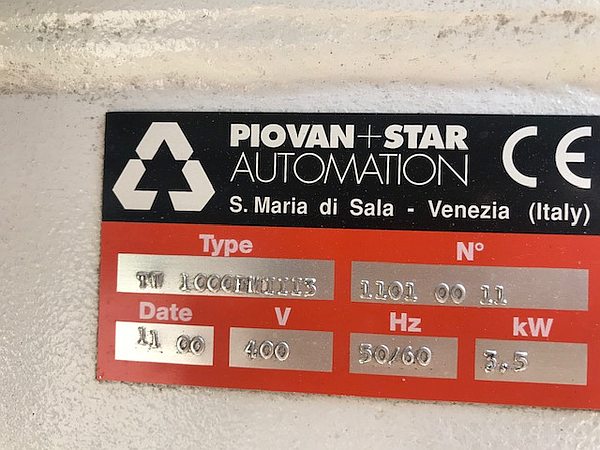 PIOVAN+STAR
AUTOMATION
CE
S. Maria di Sala - Venezia (Italy)
Type N°
1101 00 11
Date V Hz kW
11 00 400 50/60 3,5